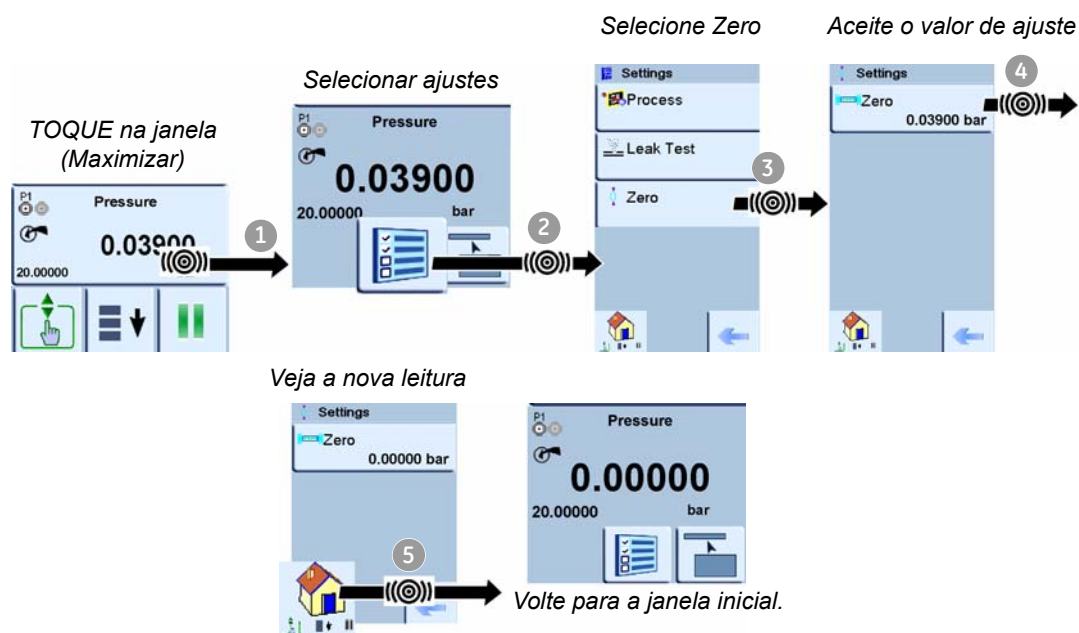 Selecione Zero
Aceite o valor de ajuste
Selecionar ajustes
TOQUE na janela
(Maximizar)
P1
Pressure
0.03900
20.00000
1
P1
Pressure
0.03900
20.00000
bar
2
Settings
Process
Leak Test
Zero
3
Settings
Zero
0.03900 bar
4
Veja a nova leitura
Settings
Zero
0.00000 bar
5
P1
Pressure
0.00000
20.00000
bar
Volte para a janela inicial.